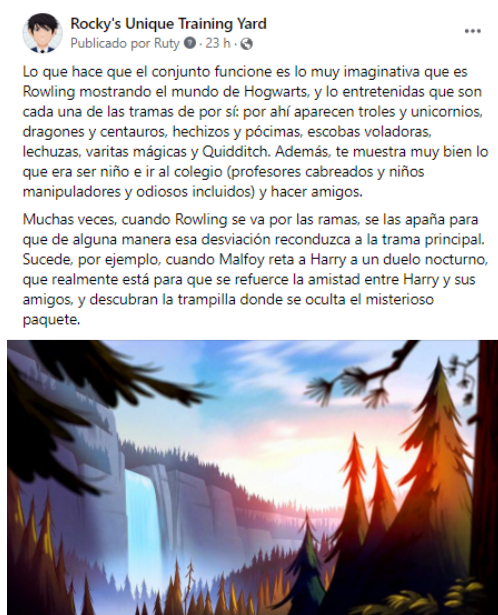 Rocky's Unique Training Yard
Publicado por Ruty · 23 h ·
Lo que hace que el conjunto funcione es lo muy imaginativa que es
Rowling mostrando el mundo de Hogwarts, y lo entretenidas que son
cada una de las tramas de por sí: por ahí aparecen troles y unicornios,
dragones y centauros, hechizos y pócimas, escobas voladoras,
lechuzas, varitas mágicas y Quidditch. Además, te muestra muy bien lo
que era ser niño e ir al colegio (profesores cabreados y niños
manipuladores y odiosos incluidos) y hacer amigos.
Muchas veces, cuando Rowling se va por las ramas, se las apaña para
que de alguna manera esa desviación reconduzca a la trama principal.
Sucede, por ejemplo, cuando Malfoy reta a Harry a un duelo nocturno,
que realmente está para que se refuerce la amistad entre Harry y sus
amigos, y descubran la trampilla donde se oculta el misterioso
paquete.